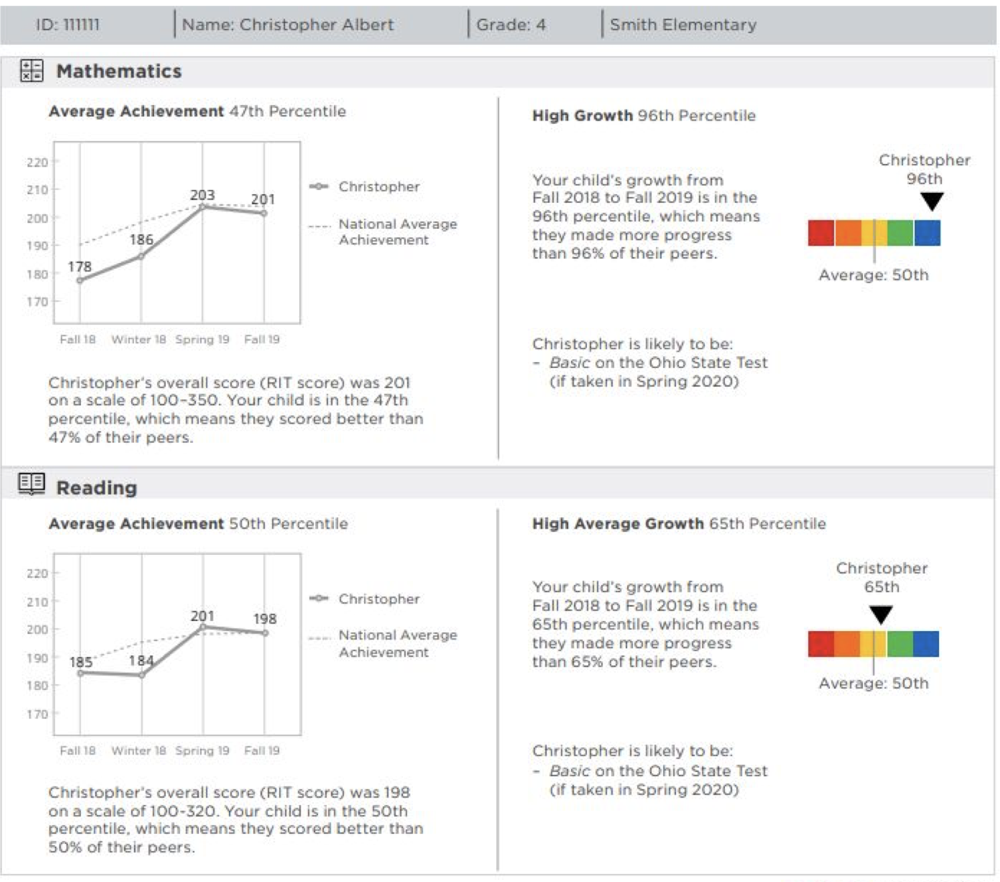 ID: 111111
Name: Christopher Albert
Grade: 4
Smith Elementary
Mathematics
Average Achievement 47th Percentile
220
210
200
190
180
170
178
186
203
201
Fall 18
Winter 18
Spring 19
Fall 19
Christopher
National Average
Achievement
Christopher's overall score (RIT score) was 201
on a scale of 100–350. Your child is in the 47th
percentile, which means they scored better than
47% of their peers.
High Growth 96th Percentile
Your child's growth from
Fall 2018 to Fall 2019 is in the
96th percentile, which means
they made more progress
than 96% of their peers.
Christopher
96th
Average: 50th
Christopher is likely to be:
– Basic on the Ohio State Test
(if taken in Spring 2020)
Reading
Average Achievement 50th Percentile
220
210
200
190
180
170
185
184
201
198
Fall 18
Winter 18
Spring 19
Fall 19
Christopher
National Average
Achievement
Christopher's overall score (RIT score) was 198
on a scale of 100-320. Your child is in the 50th
percentile, which means they scored better than
50% of their peers.
High Average Growth 65th Percentile
Your child's growth from
Fall 2018 to Fall 2019 is in the
65th percentile, which means
they made more progress
than 65% of their peers.
Christopher
65th
Average: 50th
Christopher is likely to be:
– Basic on the Ohio State Test
(if taken in Spring 2020)